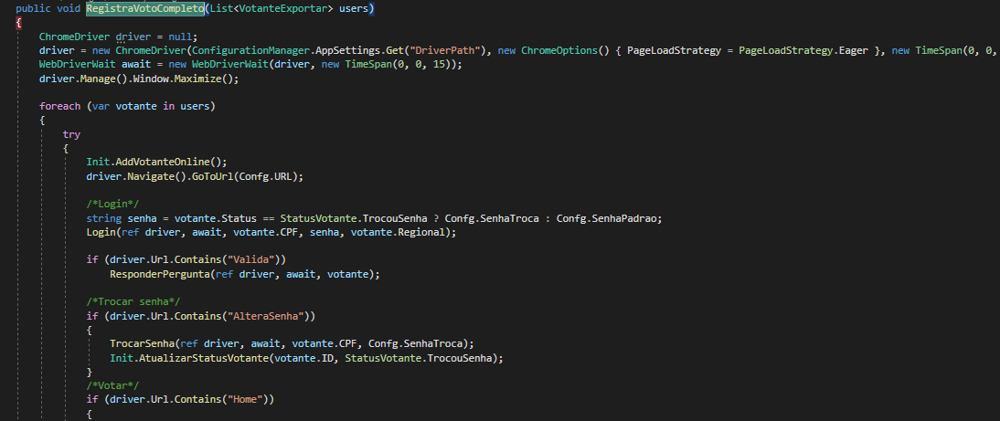 public void RegistraVotoCompleto(List<VotanteExportar> users)
{
ChromeDriver driver = null;
driver = new ChromeDriver(ConfigurationManager.AppSettings.Get("DriverPath"), new ChromeOptions() { PageLoadStrategy = PageLoadStrategy.Eager }, new TimeSpan(0, 0,
WebDriverWait await = new WebDriverWait(driver, new TimeSpan(0, 0, 15));
driver.Manage().Window.Maximize();
foreach (var votante in users)
{
try
{
Init.AddVotanteOnline();
driver.Navigate().GoToUrl(Confg.URL);
/*Login*/
string senha = votante.Status == StatusVotante.TrocouSenha ? Confg.SenhaTroca : Confg.SenhaPadrao;
Login(ref driver, await, votante.CPF, senha, votante.Regional);
if (driver.Url.Contains("Valida"))
ResponderPergunta(ref driver, await, votante);
/*Trocar senha*/
if (driver.Url.Contains("AlteraSenha"))
{
TrocarSenha(ref driver, await, votante.CPF, Confg.SenhaTroca);
Init.AtualizarStatusVotante(votante.ID, StatusVotante.TrocouSenha);
}
/*Votar*/
if (driver.Url.Contains("Home"))
{